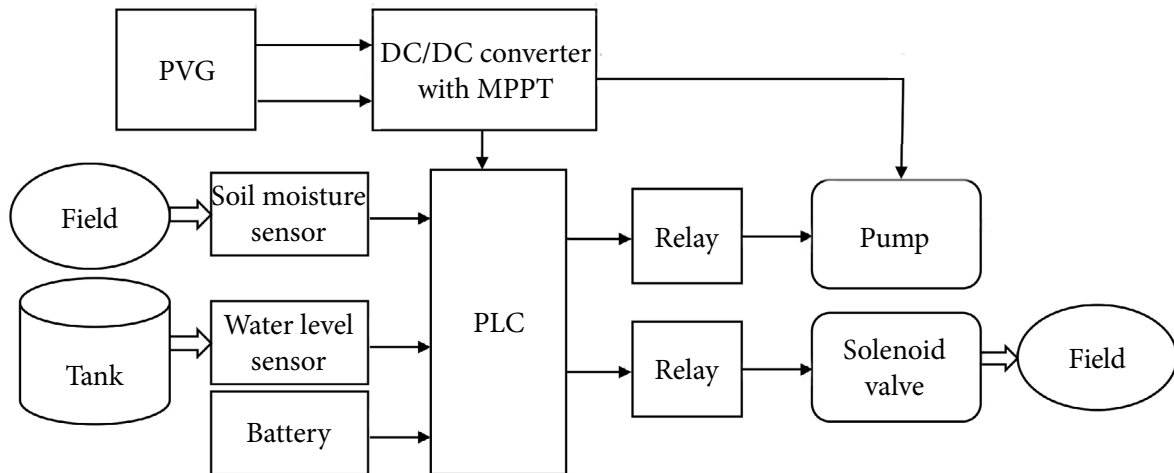 PVG
DC/DC converter
with MPPT
Field
Soil moisture
sensor
Relay
Pump
Tank
Water level
sensor
PLC
Relay
Solenoid
valve
Field
Battery